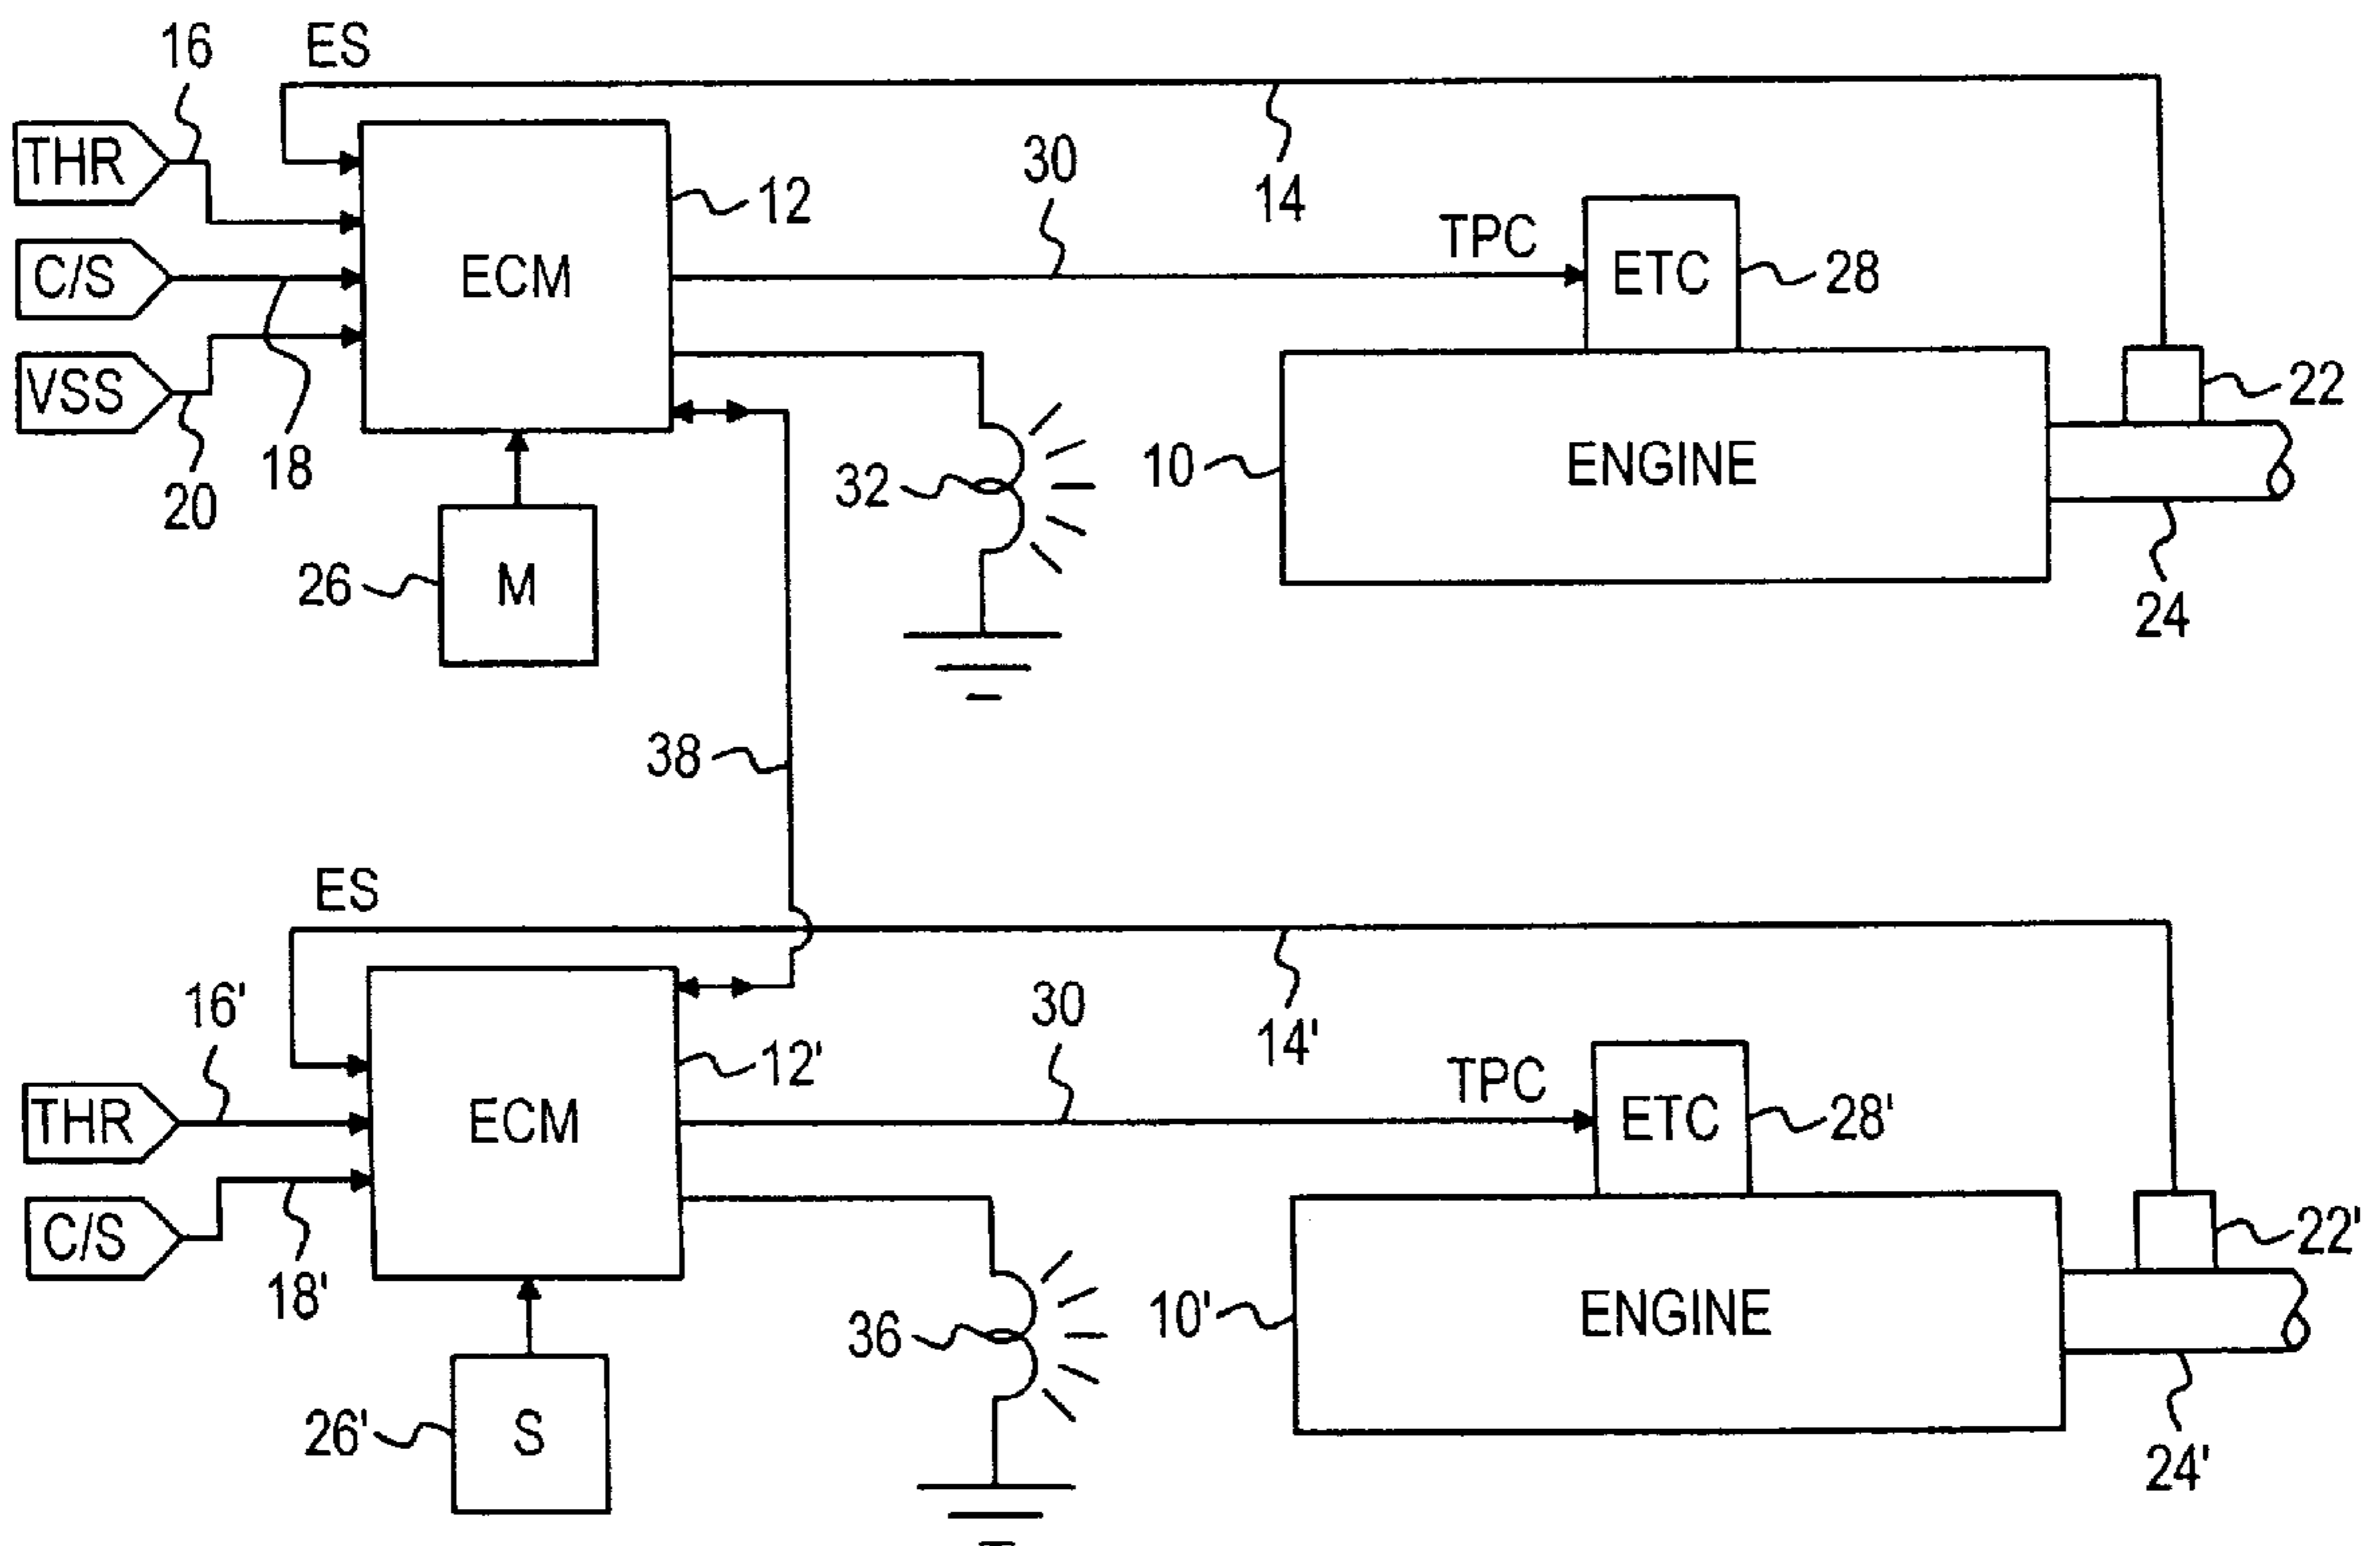 16
ES
THR
12
30
14
TPC
C/S
ECM
ETC
28
VSS
22
18
20
32
10
ENGINE
26
M
24
38
ES
16'
30
14'
12'
TPC
THR
ECM
ETC
28'
C/S
22'
18'
36
10'
ENGINE
26'
S
24'